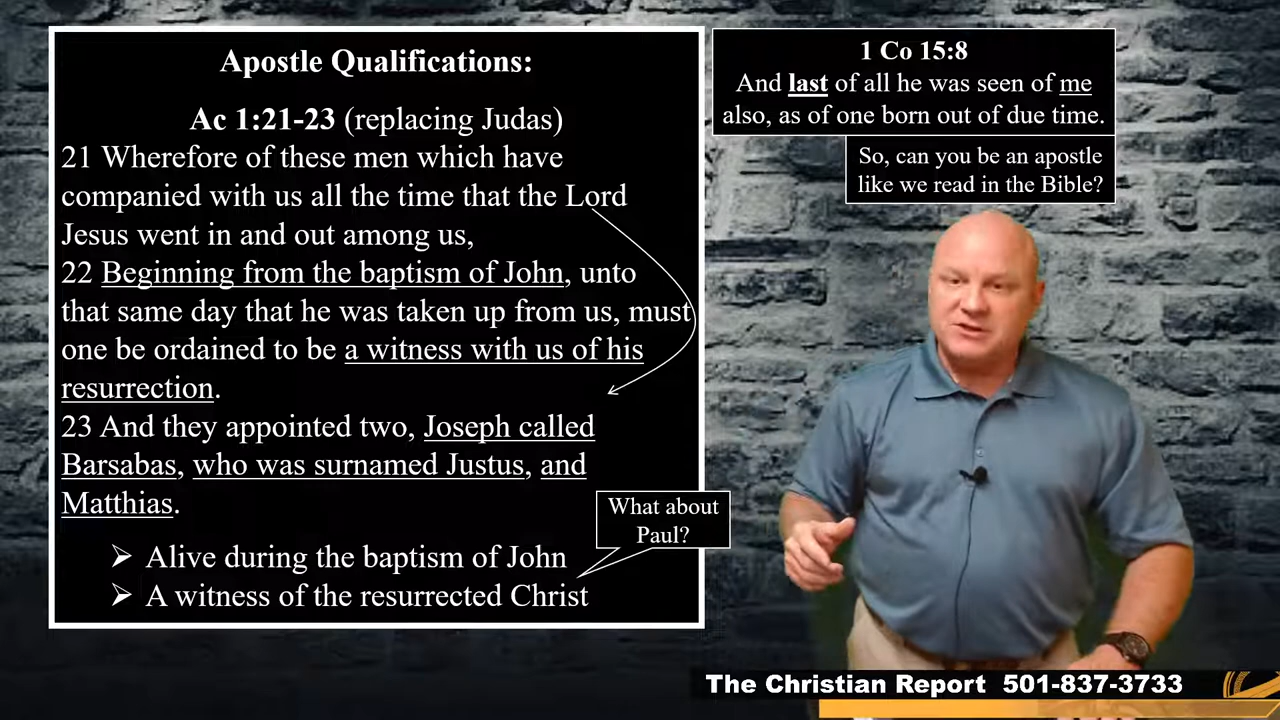 Apostle Qualifications:
Ac 1:21-23 (replacing Judas)
21 Wherefore of these men which have
companied with us all the time that the Lord
Jesus went in and out among us,
22 Beginning from the baptism of John, unto
that same day that he was taken up from us, must
one be ordained to be a witness with us of his
resurrection.
23 And they appointed two, Joseph called
Barsabas, who was surnamed Justus, and
Matthias.
What about
Paul?
➢ Alive during the baptism of John
➢ A witness of the resurrected Christ
1 Co 15:8
And last of all he was seen of me
also, as of one born out of due time.
So, can you be an apostle
like we read in the Bible?
The Christian Report 501-837-3733